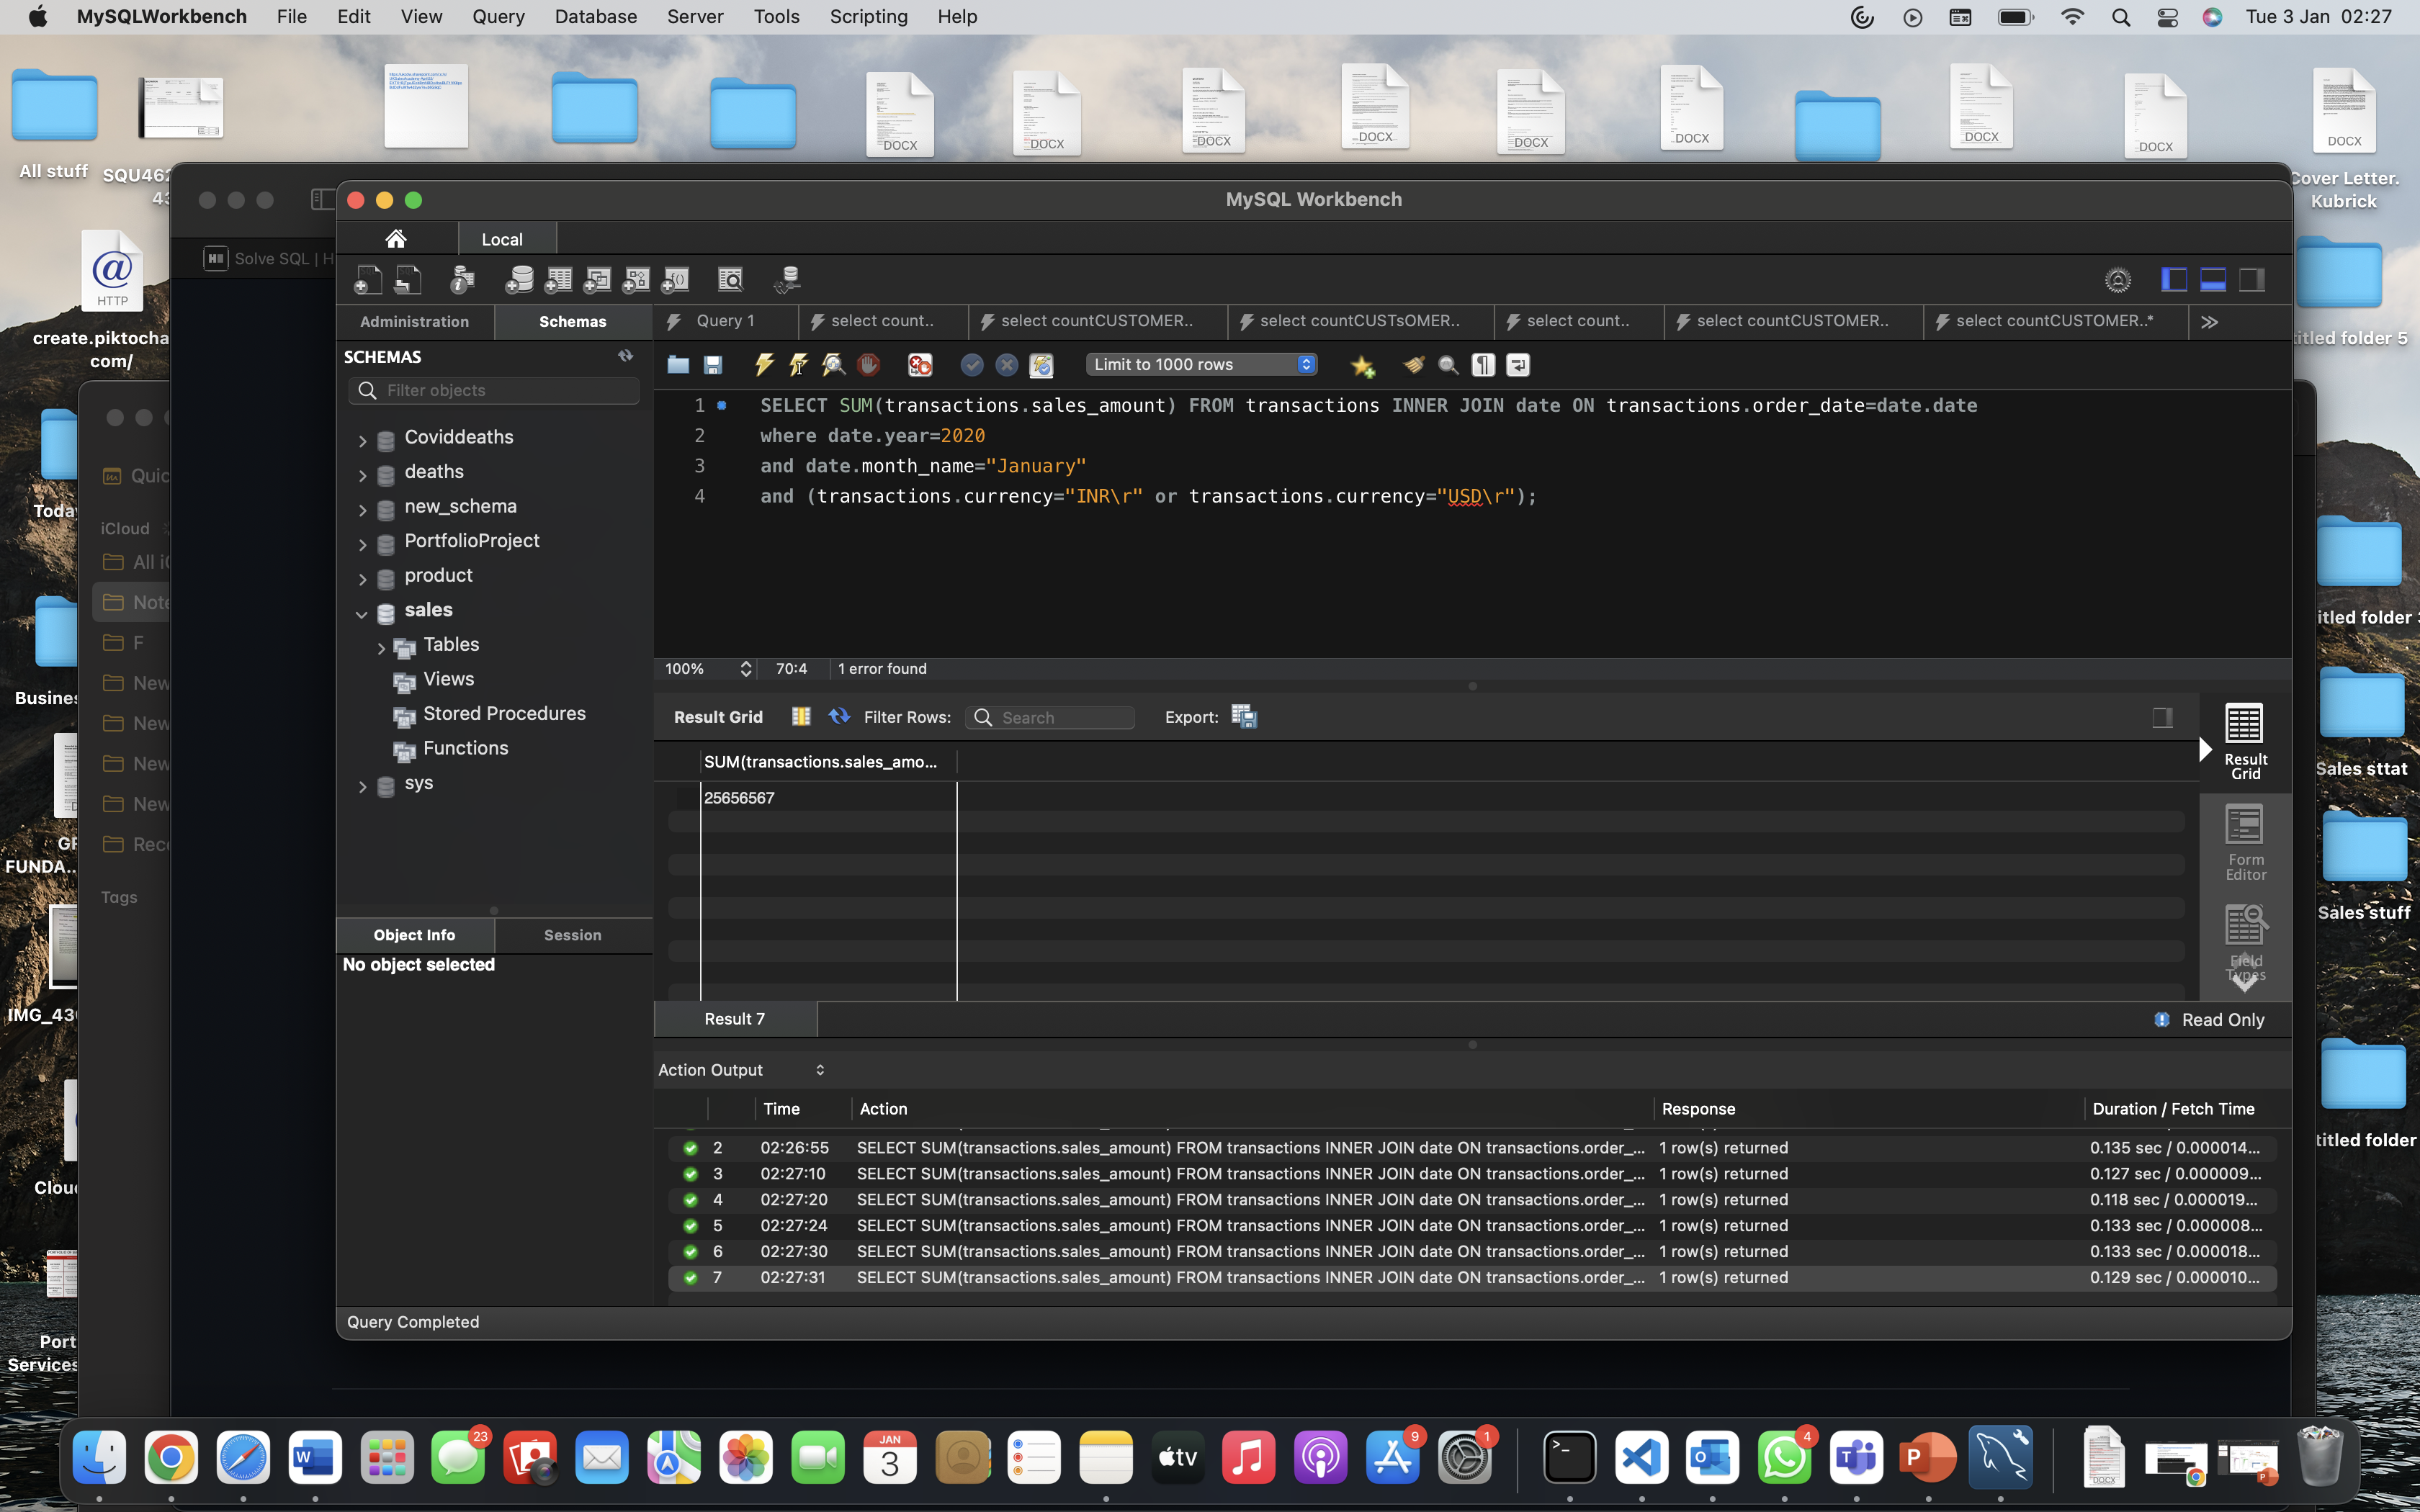 MySQLWorkbench File Edit View Query Database Server Tools Scripting Help
Tue 3 Jan 02:27
DOCX
DOCX
DOCX
DOCX
DOCX
DOCX
DOCX
DOCX
DOCX
All stuff
SQU462
Cover Letter.
Kubrick
HTTP
create.piktocha
com/
titled folder 5
Solve SQL | H
MySQL Workbench
Local
Administration Schemas
Query 1
select count..
select countCUSTOMER..
select countCUSTsOMER..
select count..
select countCUSTOMER..
select countCUSTOMER..*
SCHEMAS
Filter objects
Coviddeaths
deaths
new_schema
PortfolioProject
product
sales
Tables
Views
Stored Procedures
Functions
sys
Object Info Session
No object selected
Limit to 1000 rows
1 SELECT SUM(transactions.sales_amount) FROM transactions INNER JOIN date ON transactions.order_date=date.date
2 where date.year=2020
3 and date.month_name="January"
4 and (transactions.currency="INR\r" or transactions.currency="USD\r");
100% 70:4 1 error found
Result Grid Filter Rows: Search Export:
SUM(transactions.sales_amo...
25656567
Result
Grid
Form
Editor
Field
Types
Result 7
Read Only
Action Output
Time Action Response Duration / Fetch Time
2 02:26:55 SELECT SUM(transactions.sales_amount) FROM transactions INNER JOIN date ON transactions.order_... 1 row(s) returned 0.135 sec / 0.000014...
3 02:27:10 SELECT SUM(transactions.sales_amount) FROM transactions INNER JOIN date ON transactions.order_... 1 row(s) returned 0.127 sec / 0.000009...
4 02:27:20 SELECT SUM(transactions.sales_amount) FROM transactions INNER JOIN date ON transactions.order_... 1 row(s) returned 0.118 sec / 0.000019...
5 02:27:24 SELECT SUM(transactions.sales_amount) FROM transactions INNER JOIN date ON transactions.order_... 1 row(s) returned 0.133 sec / 0.000008...
6 02:27:30 SELECT SUM(transactions.sales_amount) FROM transactions INNER JOIN date ON transactions.order_... 1 row(s) returned 0.133 sec / 0.000018...
7 02:27:31 SELECT SUM(transactions.sales_amount) FROM transactions INNER JOIN date ON transactions.order_... 1 row(s) returned 0.129 sec / 0.000010...
Query Completed
Quic
iCloud
All iC
Note
F
New
New
New
New
Rece
Tags
Today
Busines
GF
FUNDA...
IMG_430
Cloud
Port
Services
titled folder
Sales sttat
Sales stuff
titled folder
23
JAN
3
tv
9
1
4
DOCX